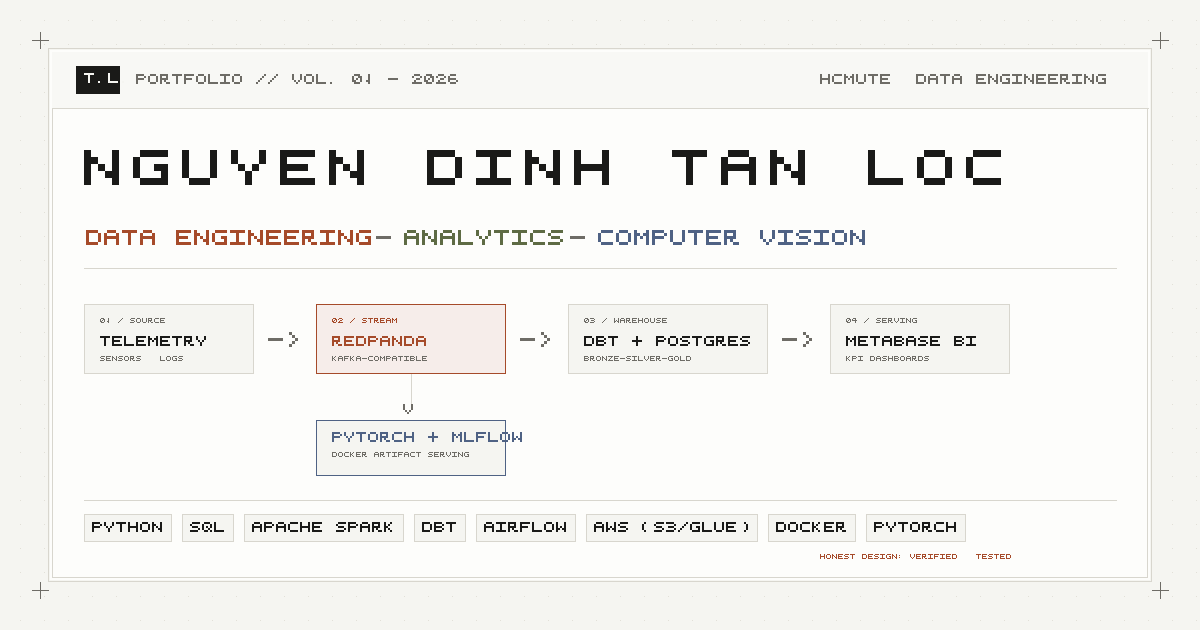 T.L PORTFOLIO // VOL. 01 — 2026 HCMUTE DATA ENGINEERING
NGUYEN DINH TAN LOC
DATA ENGINEERING — ANALYTICS — COMPUTER VISION
01 / SOURCE
TELEMETRY
SENSORS LOGS
—>
02 / STREAM
REDPANDA
KAFKA-COMPATIBLE
—>
03 / WAREHOUSE
DBT + POSTGRES
BRONZE-SILVER-GOLD
—>
04 / SERVING
METABASE BI
KPI DASHBOARDS
PYTORCH + MLFLOW
DOCKER ARTIFACT SERVING
PYTHON SQL APACHE SPARK DBT AIRFLOW AWS (S3/GLUE) DOCKER PYTORCH
HONEST DESIGN: VERIFIED TESTED